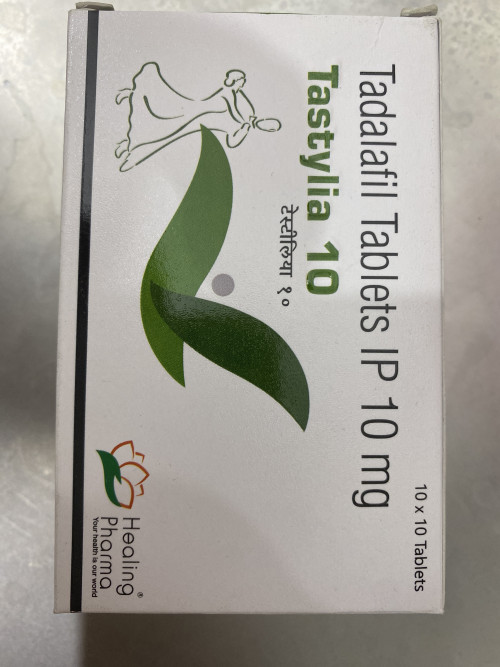 10 x 10 Tablets
Tadalafil Tablets IP 10 mg
Tastylia 10
टेस्टीलिया १०
Healing®
Pharma
Your health is our world